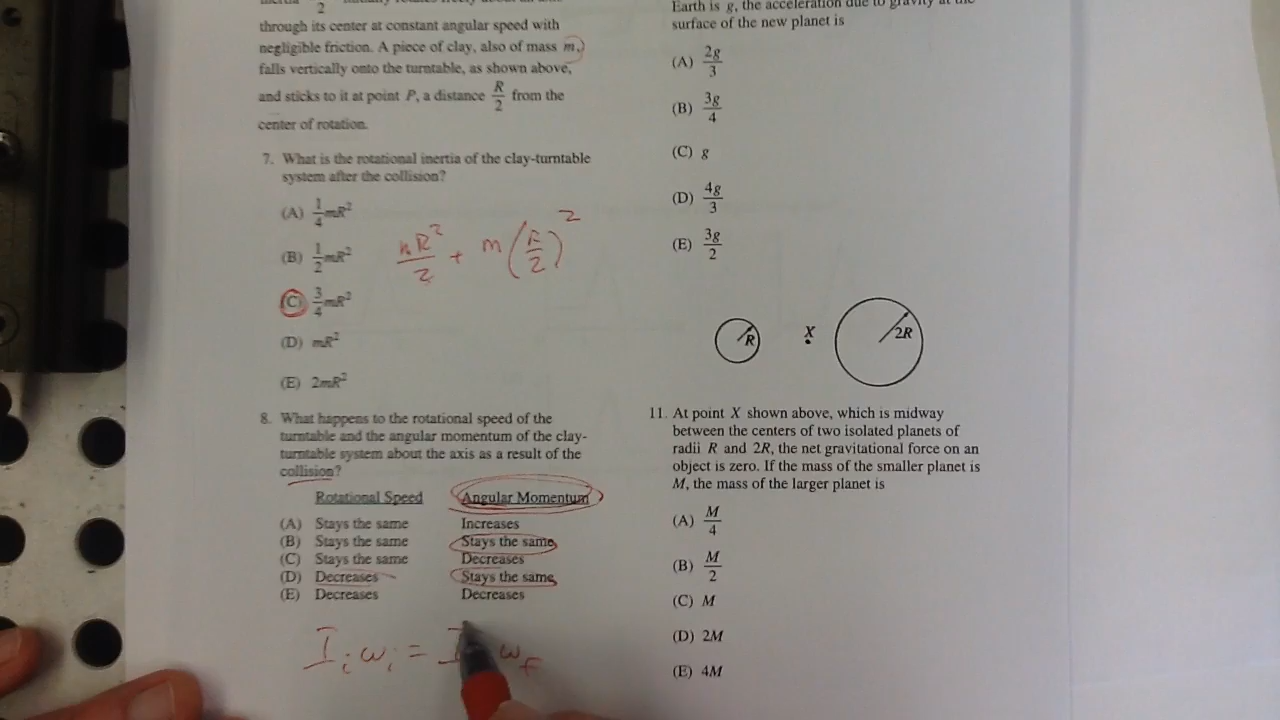 through its center at constant angular speed with
negligible friction. A piece of clay, also of mass m,
falls vertically onto the turntable, as shown above,
and sticks to it at point P, a distance R/2 from the
center of rotation.
7. What is the rotational inertia of the clay-turntable
system after the collision?
(A) 1/4 mR²
(B) 1/2 mR²
(C) 3/4 mR²
(D) mR²
(E) 2mR²
mR²/2 + m(R/2)²
8. What happens to the rotational speed of the
turntable and the angular momentum of the clay-
turntable system about the axis as a result of the
collision?
Rotational Speed Angular Momentum
(A) Stays the same Increases
(B) Stays the same Stays the same
(C) Stays the same Decreases
(D) Decreases Stays the same
(E) Decreases Decreases
I_i ω_i = I ω_f
Earth is g, the acceleration due to gravity at the
surface of the new planet is
(A) 2g/3
(B) 3g/4
(C) g
(D) 4g/3
(E) 3g/2
R X 2R
11. At point X shown above, which is midway
between the centers of two isolated planets of
radii R and 2R, the net gravitational force on an
object is zero. If the mass of the smaller planet is
M, the mass of the larger planet is
(A) M/4
(B) M/2
(C) M
(D) 2M
(E) 4M